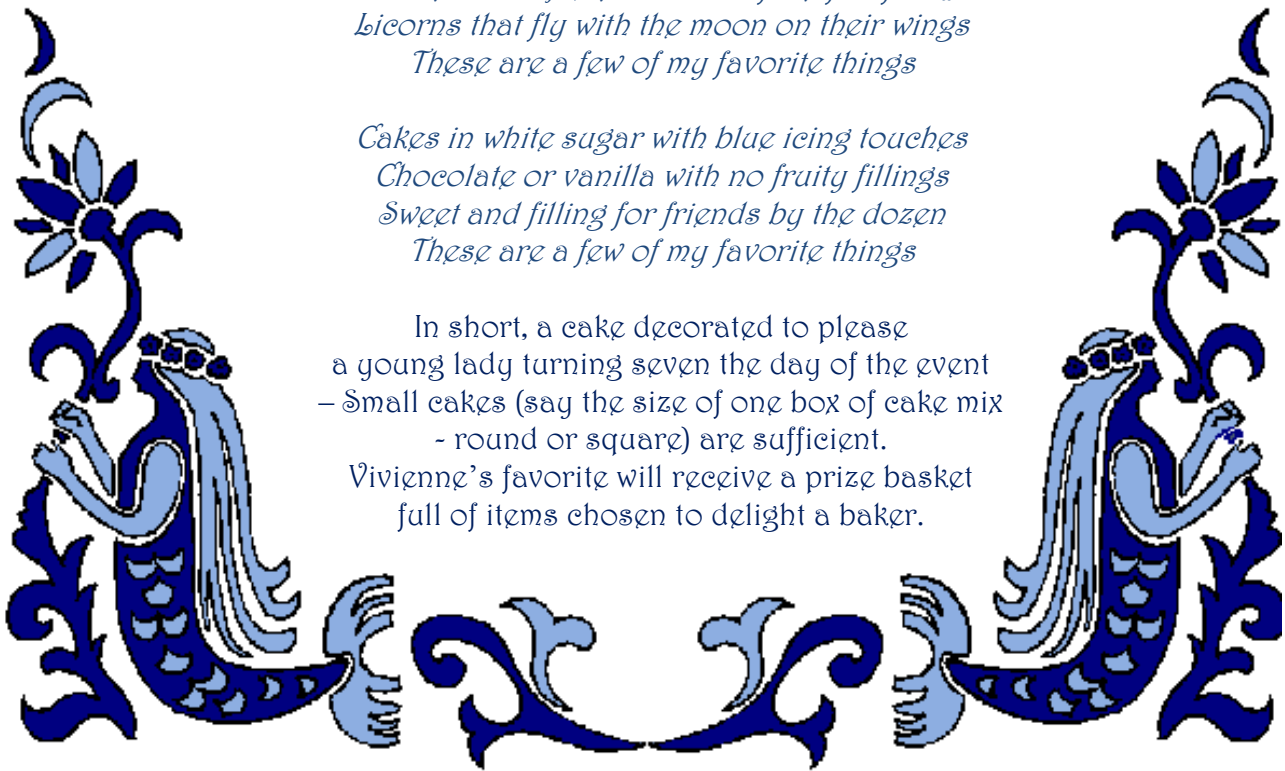 Licorns that fly with the moon on their wings
These are a few of my favorite things
Cakes in white sugar with blue icing touches
Chocolate or vanilla with no fruity fillings
Sweet and filling for friends by the dozen
These are a few of my favorite things
In short, a cake decorated to please
a young lady turning seven the day of the event
– Small cakes (say the size of one box of cake mix
- round or square) are sufficient.
Vivienne's favorite will receive a prize basket
full of items chosen to delight a baker.